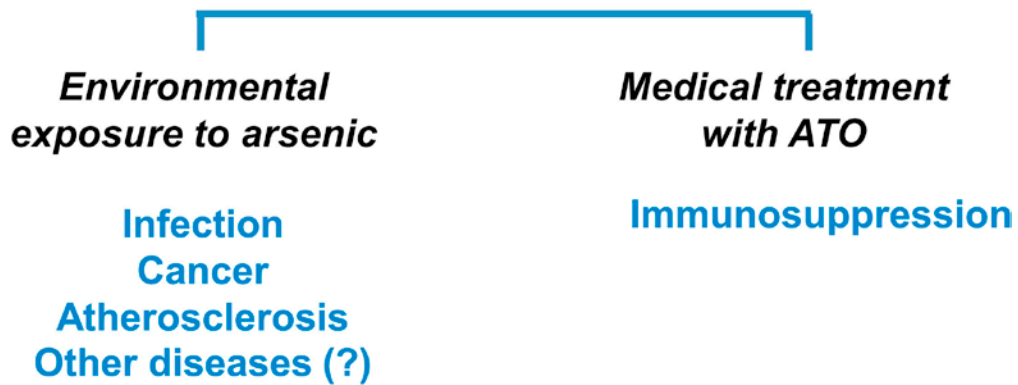 Environmental
exposure to arsenic
Medical treatment
with ATO
Infection
Cancer
Atherosclerosis
Other diseases (?)
Immunosuppression